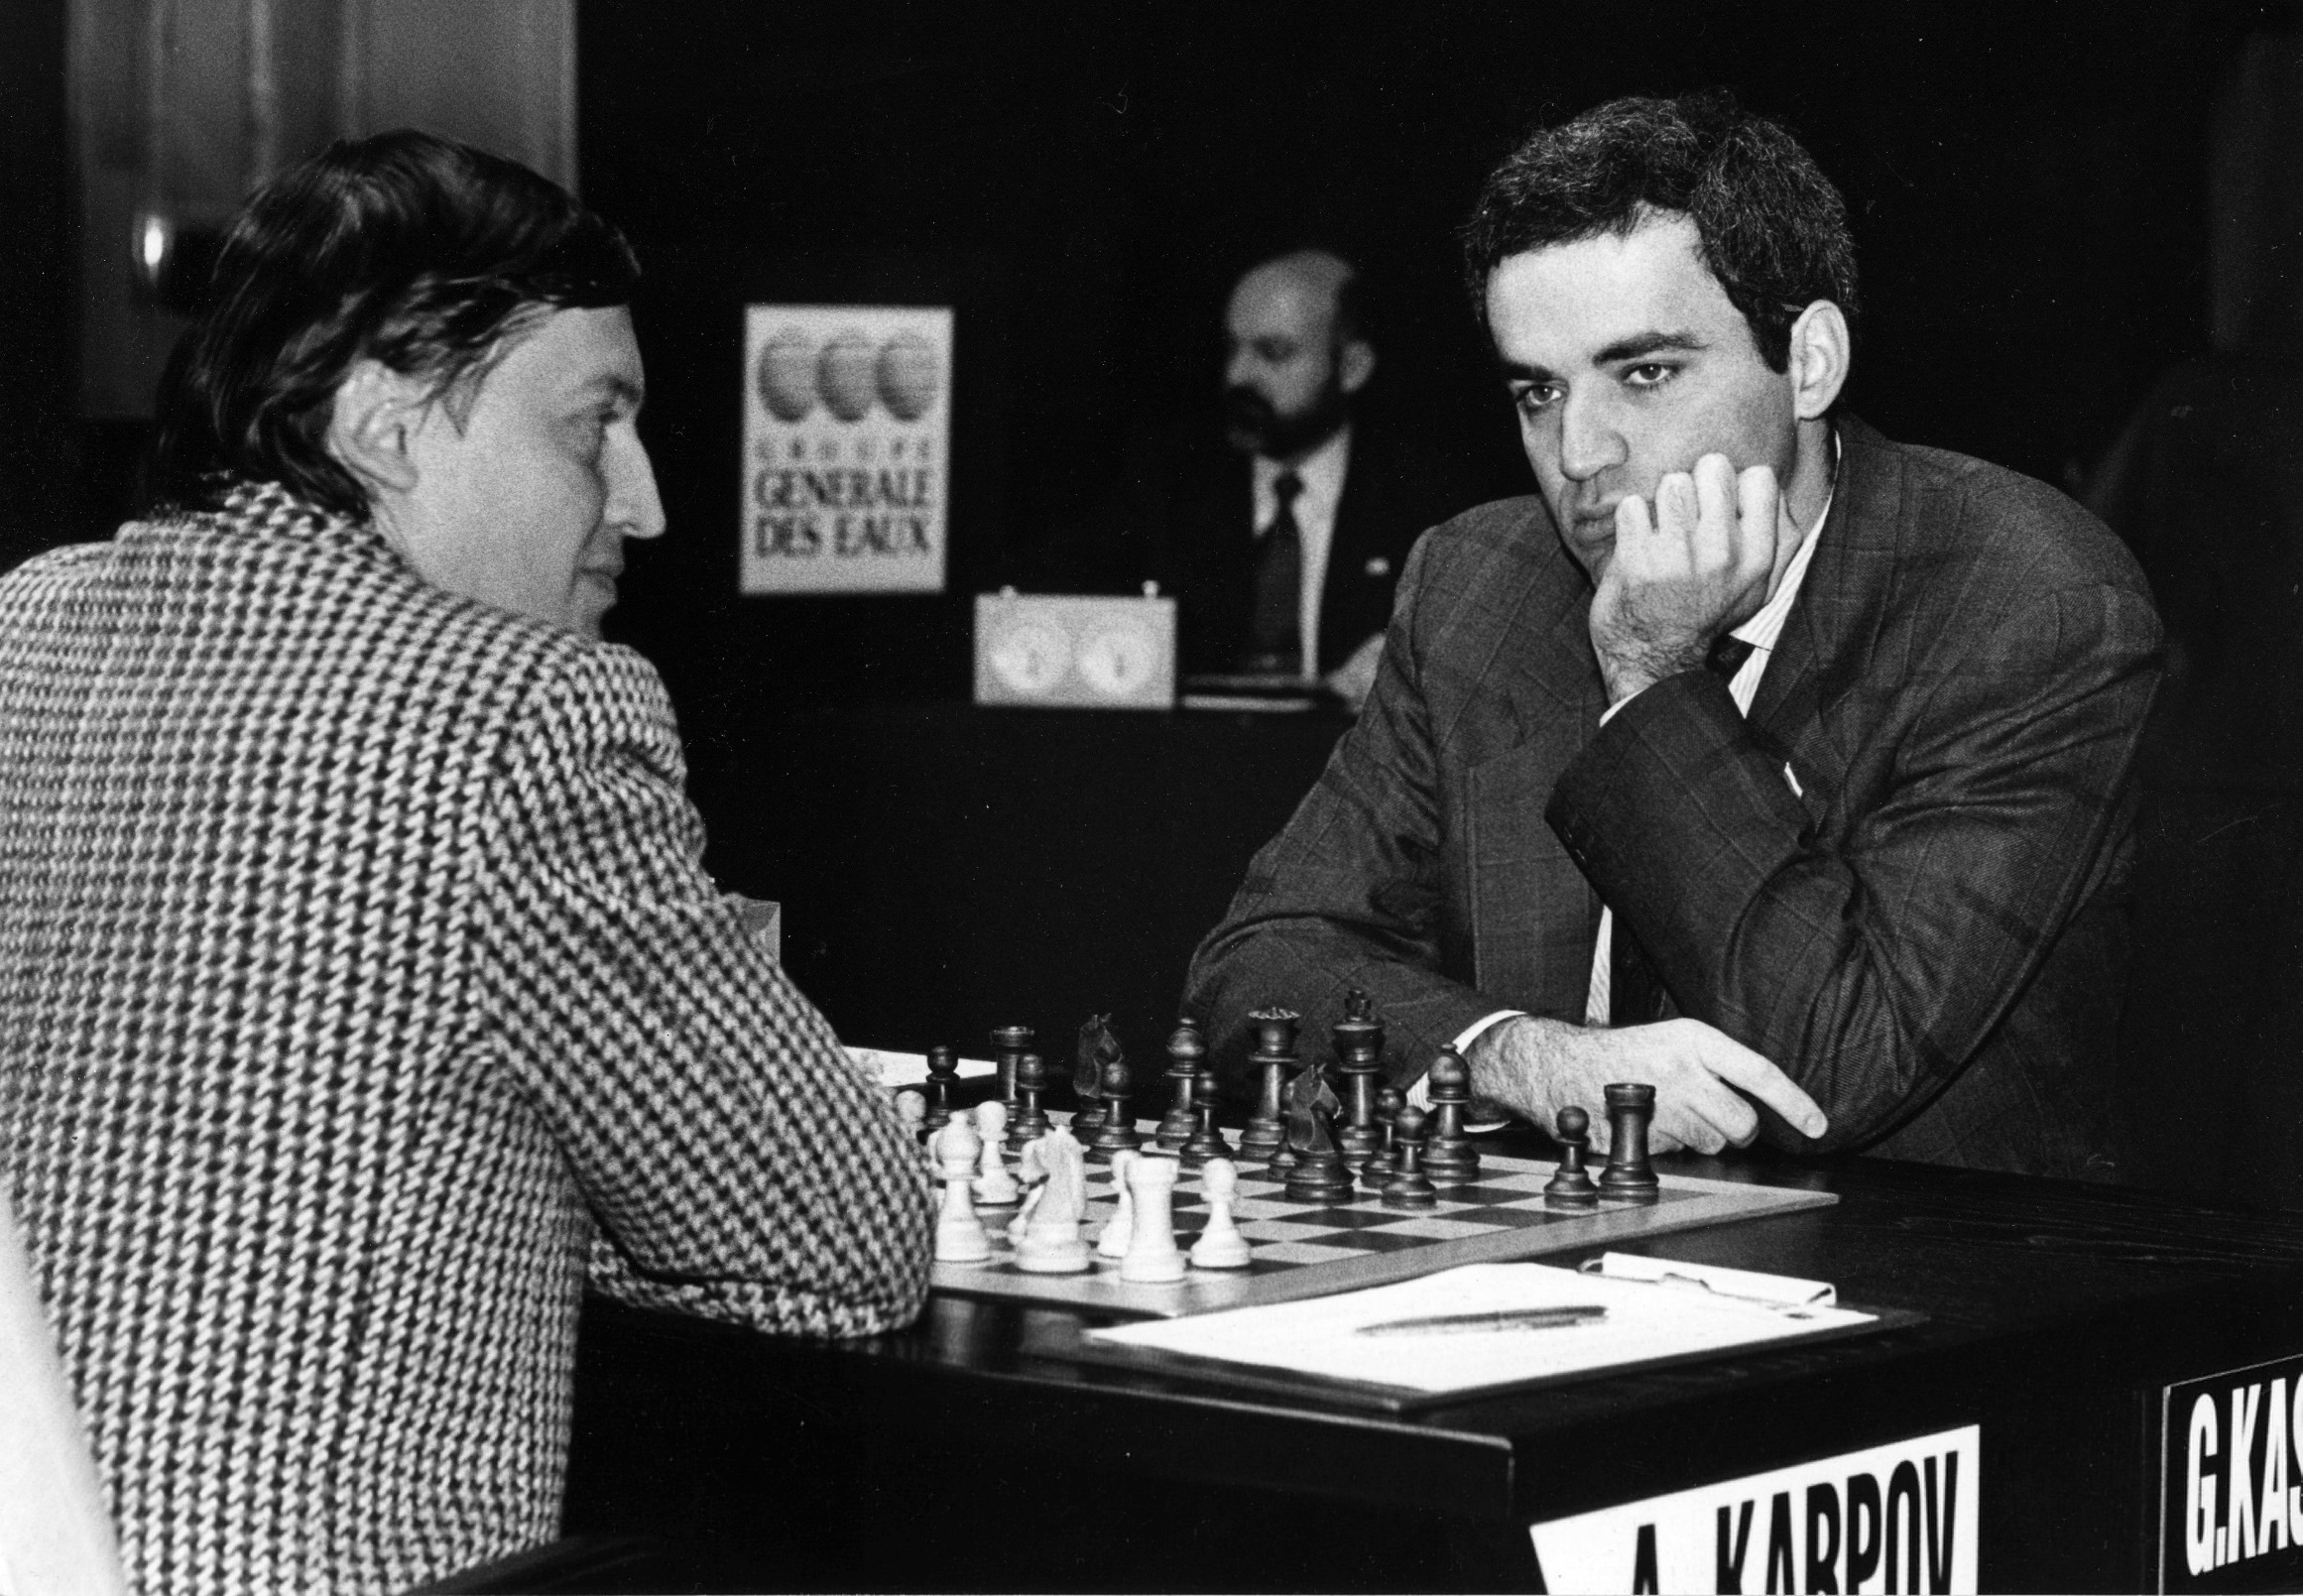 GROUPE
GENERALE
DES EAUX
A. KARPOV
G.KAS